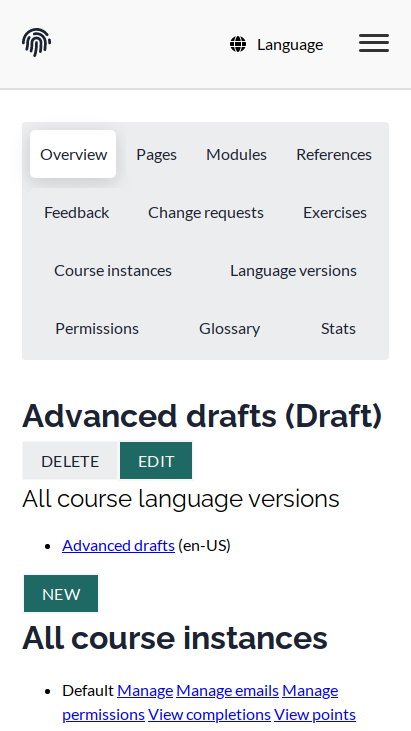 Language
Overview Pages Modules References
Feedback Change requests Exercises
Course instances Language versions
Permissions Glossary Stats
Advanced drafts (Draft)
DELETE EDIT
All course language versions
Advanced drafts (en-US)
NEW
All course instances
Default Manage Manage emails Manage
permissions View completions View points